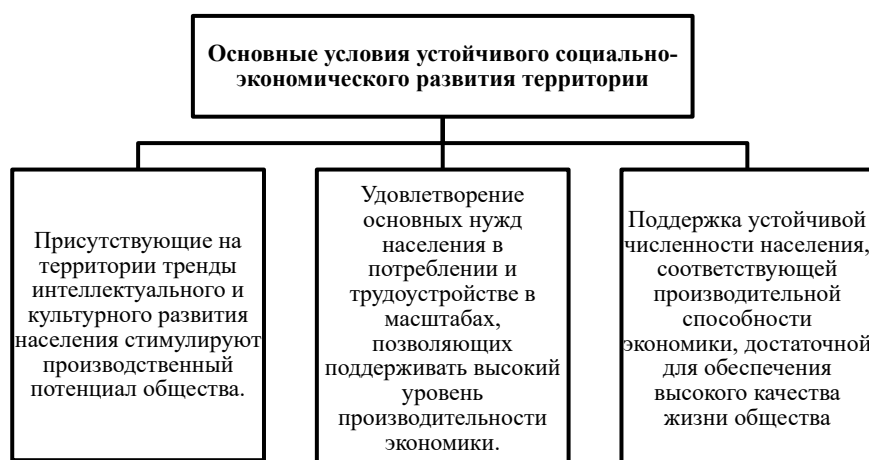 Основные условия устойчивого социально-
экономического развития территории
Присутствующие на
территории тренды
интеллектуального и
культурного развития
населения стимулируют
производственный
потенциал общества.
Удовлетворение
основных нужд
населения в
потреблении и
трудоустройстве в
масштабах,
позволяющих
поддерживать высокий
уровень
производительности
экономики.
Поддержка устойчивой
численности населения,
соответствующей
производительной
способности
экономики, достаточной
для обеспечения
высокого качества
жизни общества